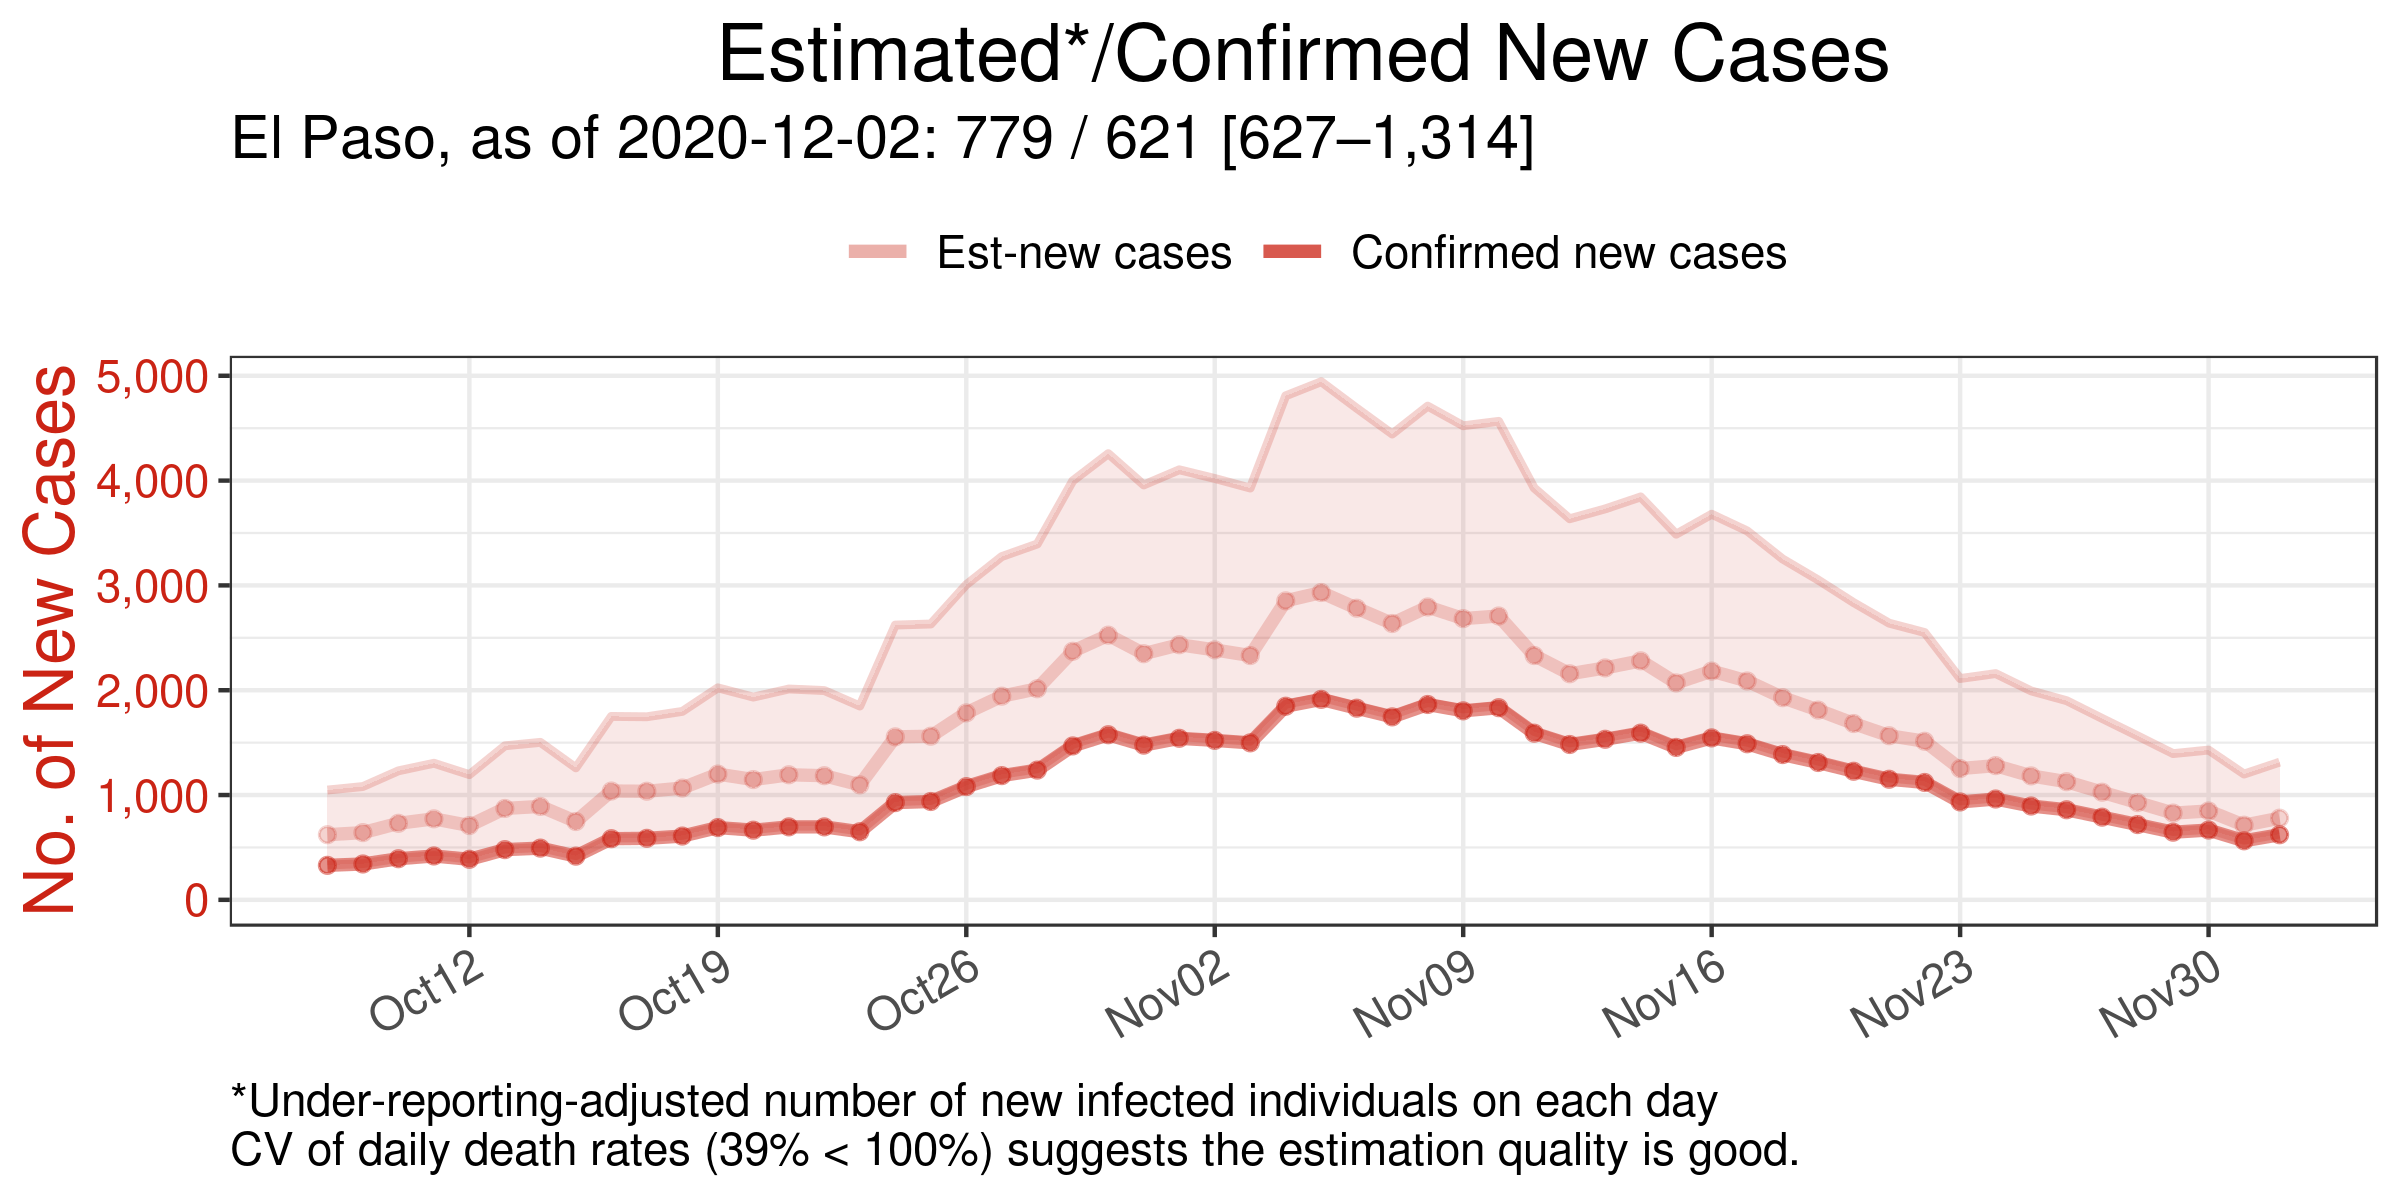 Estimated*/Confirmed New Cases
El Paso, as of 2020-12-02: 779 / 621 [627–1,314]
Est-new cases Confirmed new cases
No. of New Cases
5,000
4,000
3,000
2,000
1,000
0
Oct12 Oct19 Oct26 Nov02 Nov09 Nov16 Nov23 Nov30
*Under-reporting-adjusted number of new infected individuals on each day
CV of daily death rates (39% < 100%) suggests the estimation quality is good.